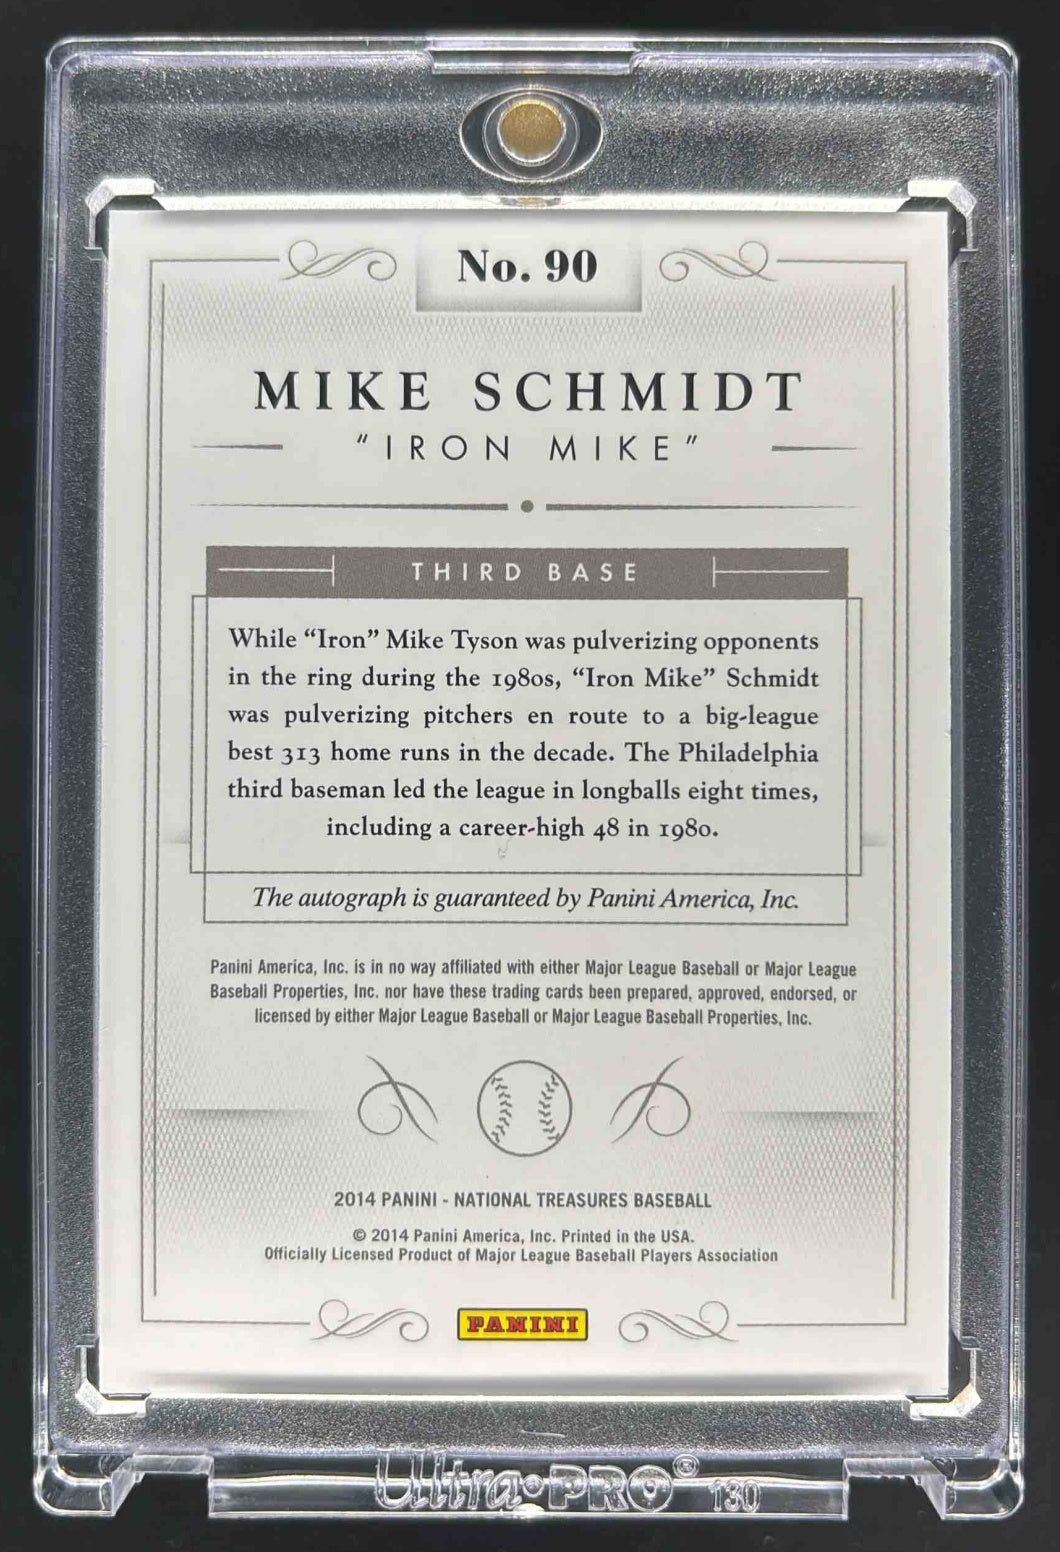 No. 90
MIKE SCHMIDT
"IRON MIKE"
THIRD BASE
While “Iron” Mike Tyson was pulverizing opponents
in the ring during the 1980s, “Iron Mike” Schmidt
was pulverizing pitchers en route to a big-league
best 313 home runs in the decade. The Philadelphia
third baseman led the league in longballs eight times,
including a career-high 48 in 1980.
The autograph is guaranteed by Panini America, Inc.
Panini America, Inc. is in no way affiliated with either Major League Baseball or Major League
Baseball Properties, Inc. nor have these trading cards been prepared, approved, endorsed, or
licensed by either Major League Baseball or Major League Baseball Properties, Inc.
2014 PANINI - NATIONAL TREASURES BASEBALL
© 2014 Panini America, Inc. Printed in the USA.
Officially Licensed Product of Major League Baseball Players Association
PANINI
Ultra•PRO® 130